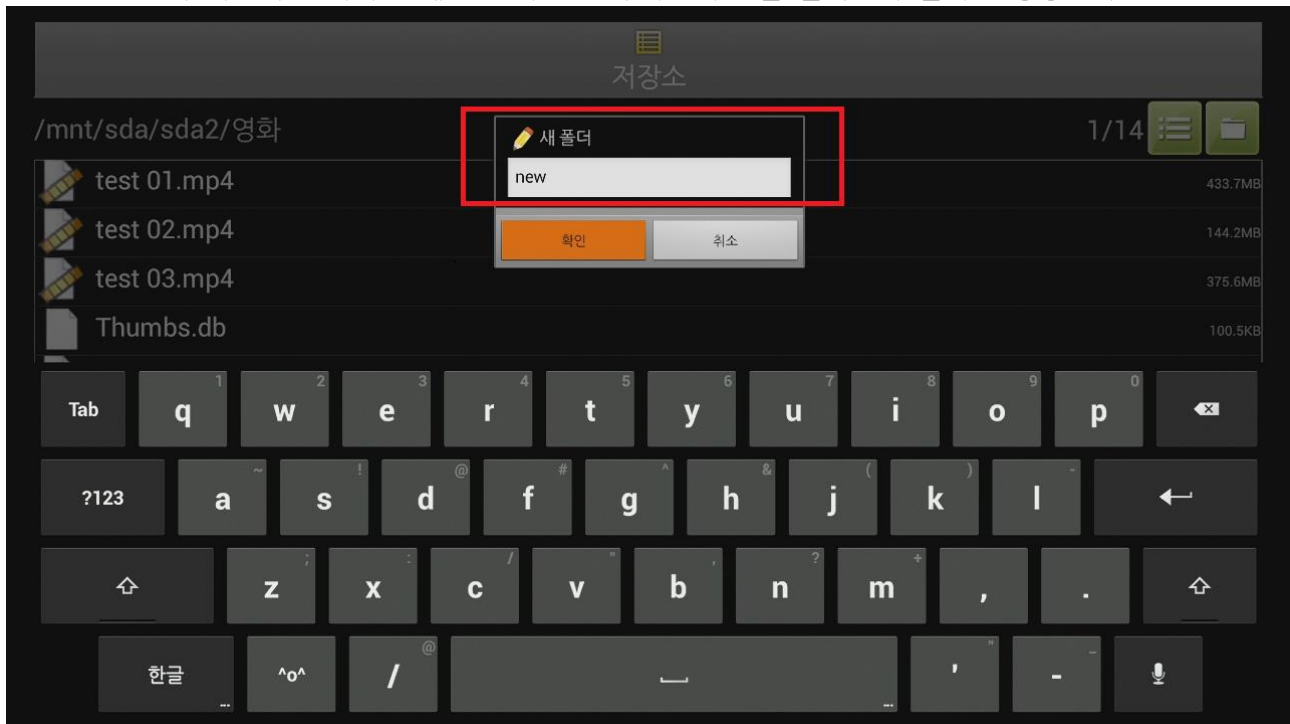 저장소
/mnt/sda/sda2/영화 1/14
새 폴더
new
확인 취소
test 01.mp4 433.7MB
test 02.mp4 144.2MB
test 03.mp4 375.6MB
Thumbs.db 100.5KB
Tab q 1 w 2 e 3 r 4 t 5 y 6 u 7 i 8 o 9 p 0
?123 a ~ s ! d @ f # g ^ h & j ( k ) l -
z ; x : c / v " b , n ? m + , .
한글 ... ^o^ / @ ... ' " - _